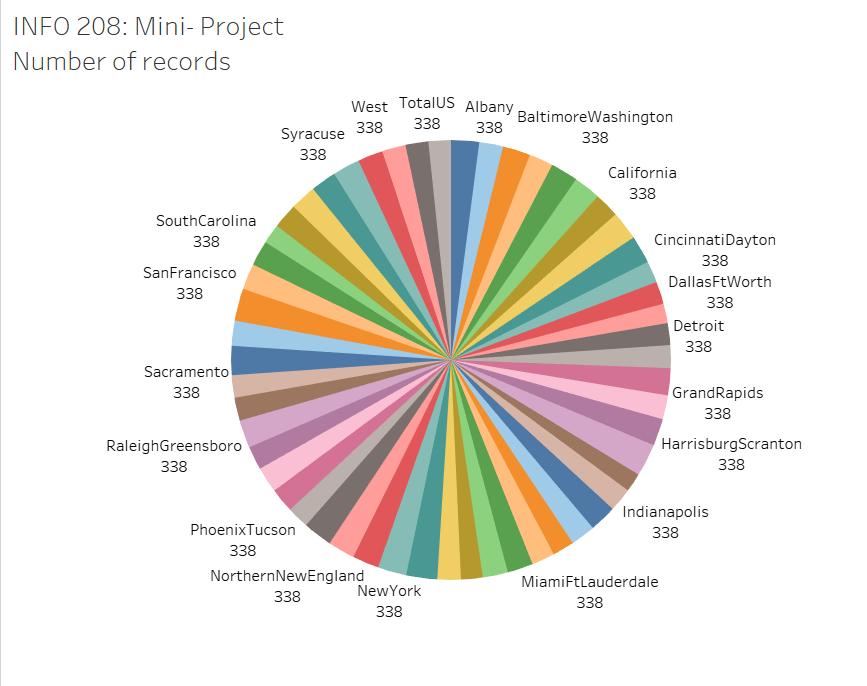 INFO 208: Mini- Project
Number of records
TotalUS
338
Albany
338
BaltimoreWashington
338
California
338
CincinnatiDayton
338
DallasFtWorth
338
Detroit
338
GrandRapids
338
HarrisburgScranton
338
Indianapolis
338
MiamiFtLauderdale
338
NewYork
338
NorthernNewEngland
338
PhoenixTucson
338
RaleighGreensboro
338
Sacramento
338
SanFrancisco
338
SouthCarolina
338
Syracuse
338
West
338